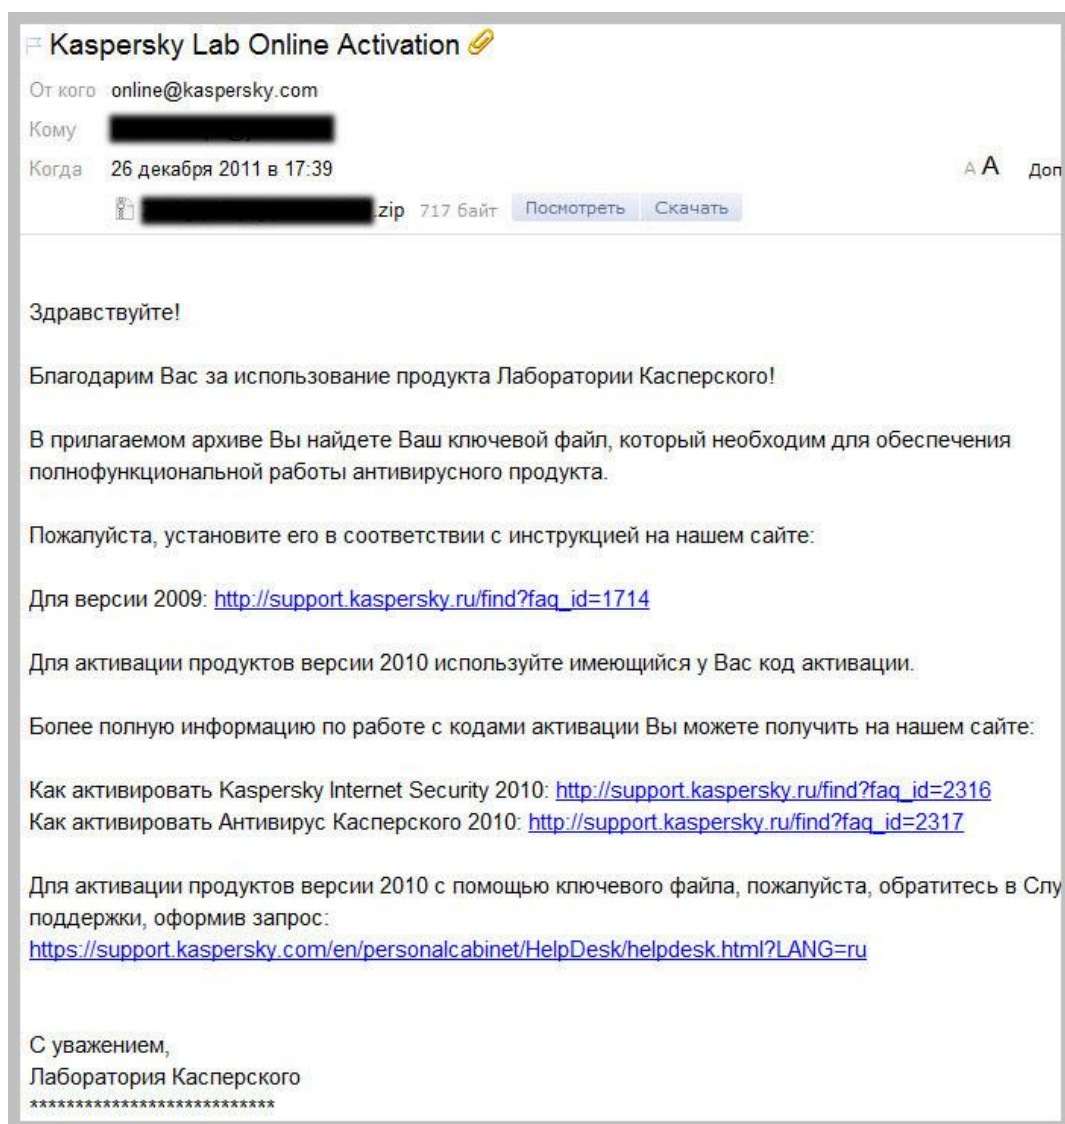 Kaspersky Lab Online Activation
От кого online@kaspersky.com
Кому
Когда 26 декабря 2011 в 17:39 A A Доп
.zip 717 байт Посмотреть Скачать
Здравствуйте!
Благодарим Вас за использование продукта Лаборатории Касперского!
В прилагаемом архиве Вы найдете Ваш ключевой файл, который необходим для обеспечения
полнофункциональной работы антивирусного продукта.
Пожалуйста, установите его в соответствии с инструкцией на нашем сайте:
Для версии 2009: http://support.kaspersky.ru/find?faq_id=1714
Для активации продуктов версии 2010 используйте имеющийся у Вас код активации.
Более полную информацию по работе с кодами активации Вы можете получить на нашем сайте:
Как активировать Kaspersky Internet Security 2010: http://support.kaspersky.ru/find?faq_id=2316
Как активировать Антивирус Касперского 2010: http://support.kaspersky.ru/find?faq_id=2317
Для активации продуктов версии 2010 с помощью ключевого файла, пожалуйста, обратитесь в Слу
поддержки, оформив запрос:
https://support.kaspersky.com/en/personalcabinet/HelpDesk/helpdesk.html?LANG=ru
С уважением,
Лаборатория Касперского
***************************